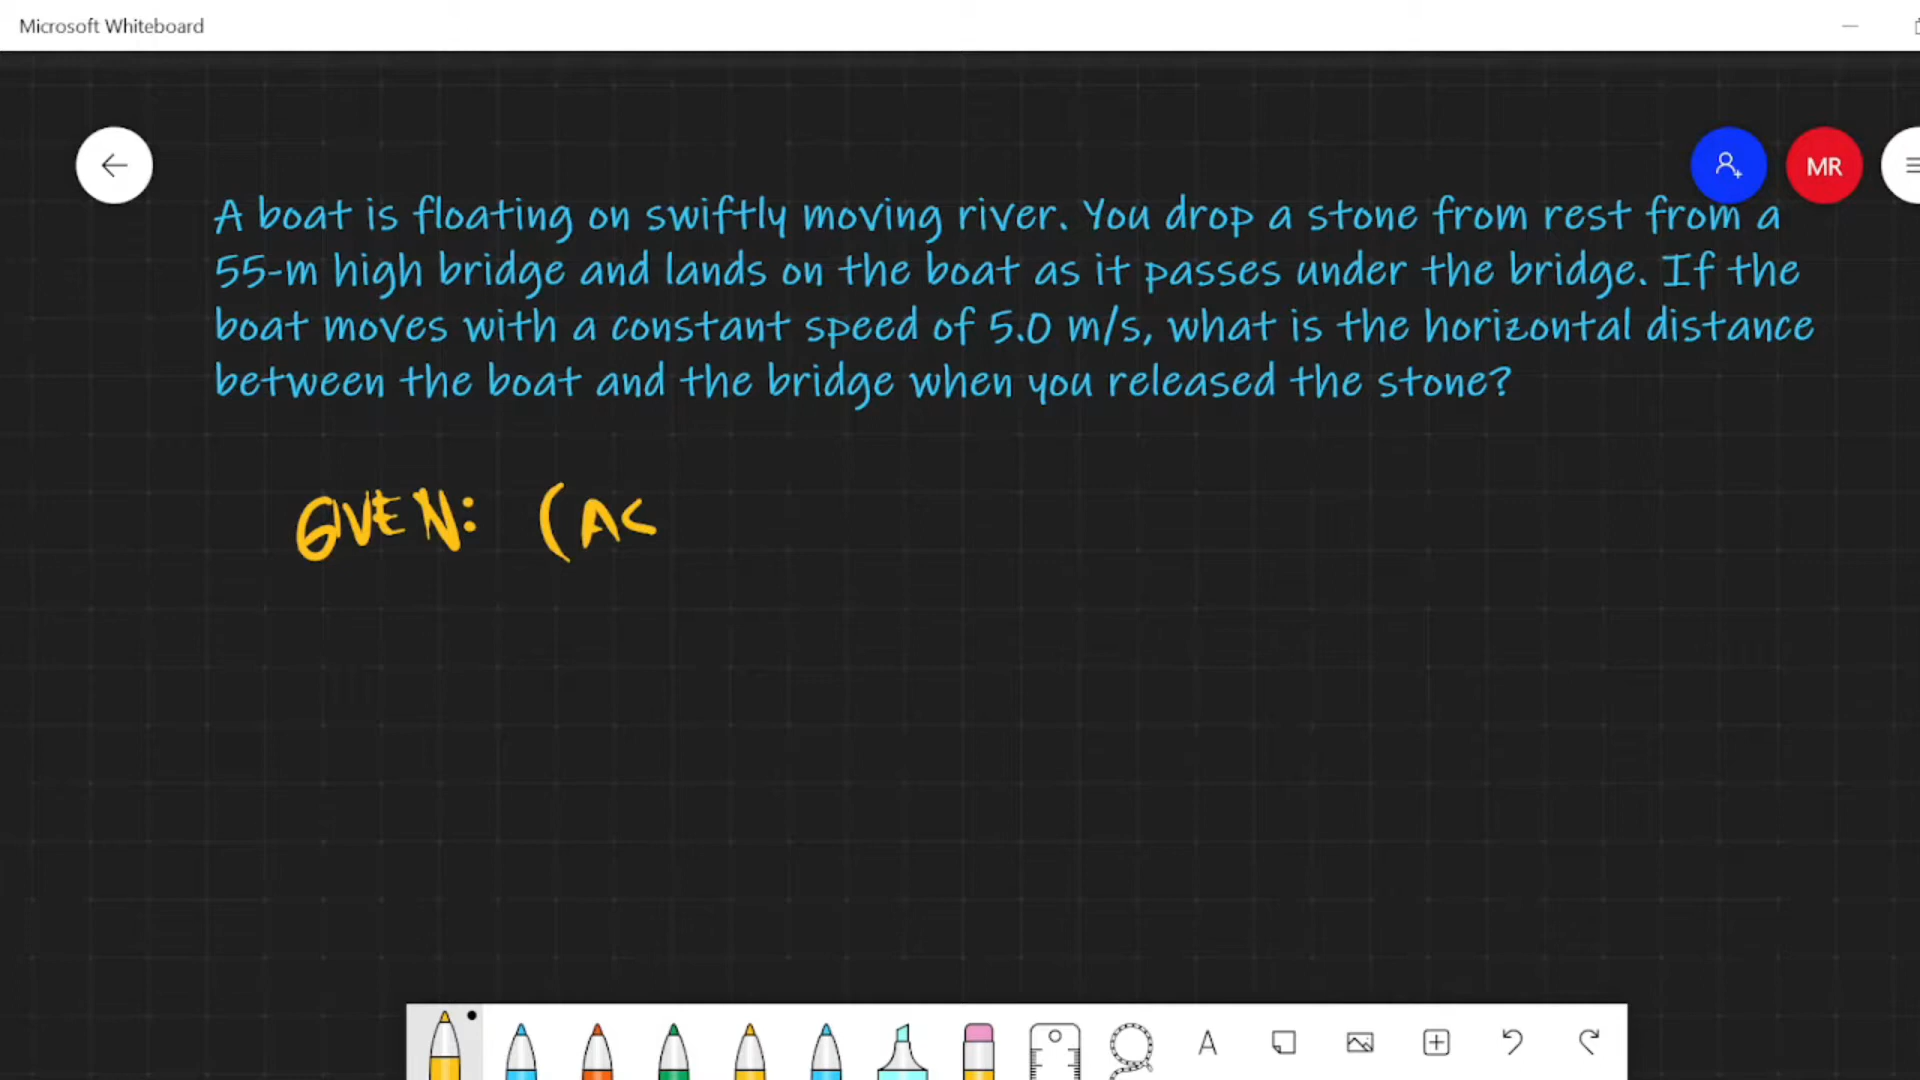 Microsoft Whiteboard
MR
A boat is floating on swiftly moving river. You drop a stone from rest from a
55-m high bridge and lands on the boat as it passes under the bridge. If the
boat moves with a constant speed of 5.0 m/s, what is the horizontal distance
between the boat and the bridge when you released the stone?
GIVEN: (AC
A